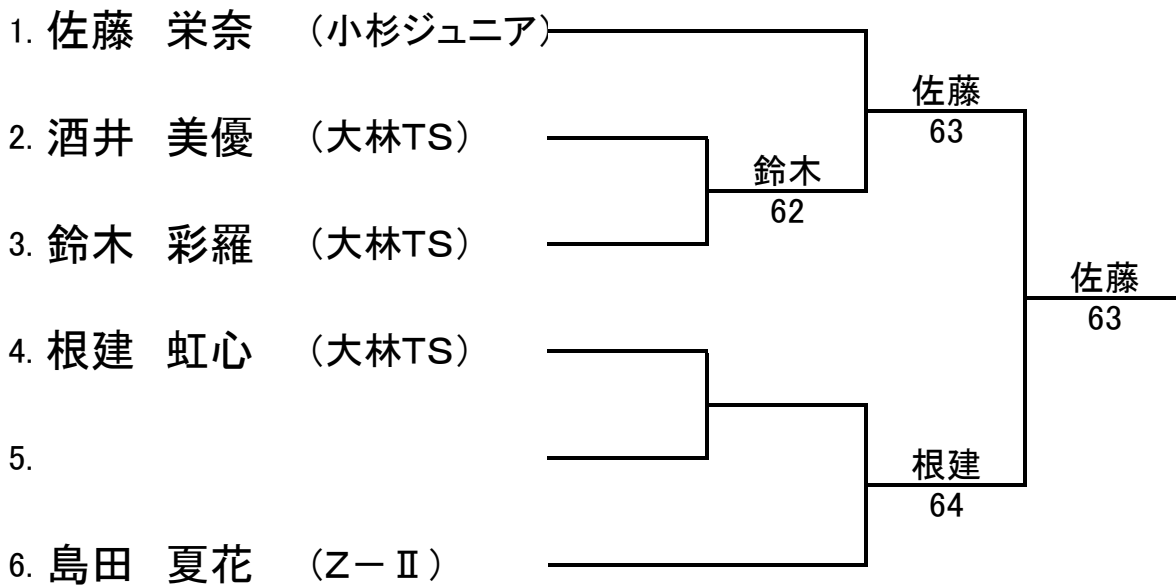 1. 佐藤　栄奈　（小杉ジュニア）
佐藤
63
2. 酒井　美優　（大林TS）
鈴木
62
3. 鈴木　彩羅　（大林TS）
佐藤
63
4. 根建　虹心　（大林TS）
5.
根建
64
6. 島田　夏花　（Z－Ⅱ）